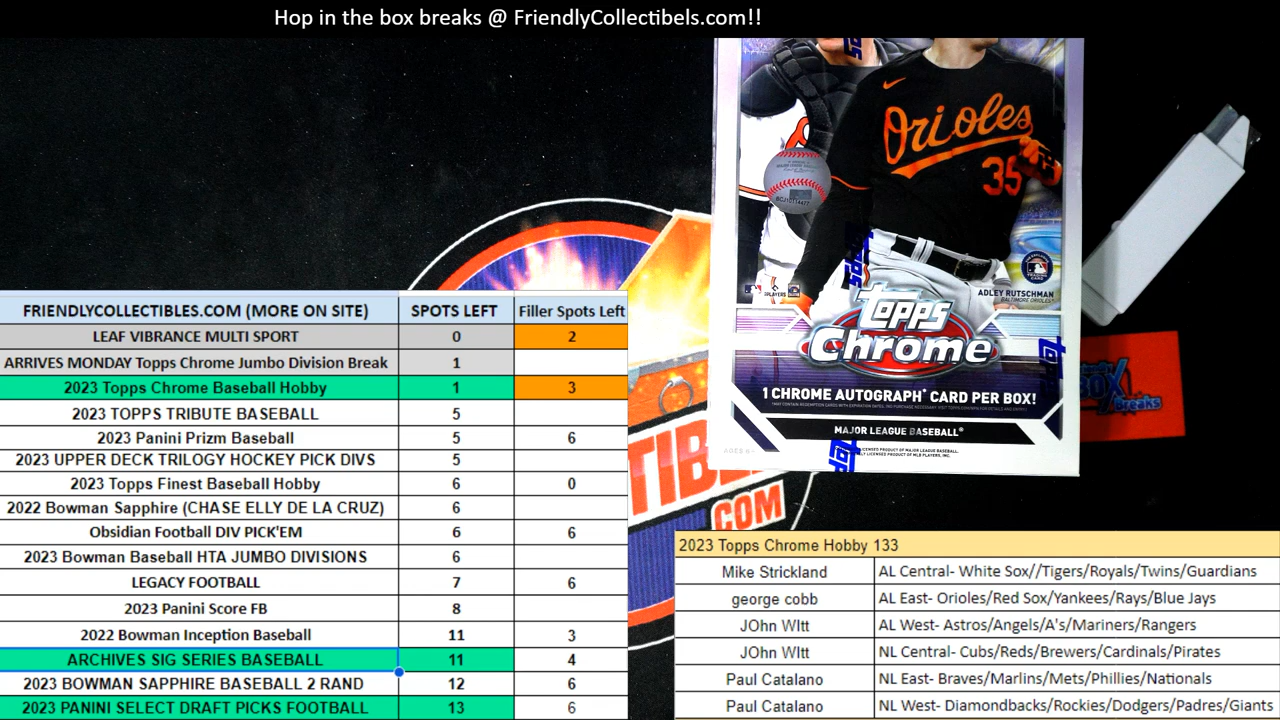 Hop in the box breaks @ FriendlyCollectibels.com!!
Orioles
35
ADLEY RUTSCHMAN
BALTIMORE ORIOLES
topps
Chrome
1 CHROME AUTOGRAPH* CARD PER BOX!
MAJOR LEAGUE BASEBALL®
COM
Breaks
FRIENDLYCOLLECTIBLES.COM (MORE ON SITE) SPOTS LEFT Filler Spots Left
LEAF VIBRANCE MULTI SPORT 0 2
ARRIVES MONDAY Topps Chrome Jumbo Division Break 1
2023 Topps Chrome Baseball Hobby 1 3
2023 TOPPS TRIBUTE BASEBALL 5
2023 Panini Prizm Baseball 5 6
2023 UPPER DECK TRILOGY HOCKEY PICK DIVS 5
2023 Topps Finest Baseball Hobby 6 0
2022 Bowman Sapphire (CHASE ELLY DE LA CRUZ) 6
Obsidian Football DIV PICK'EM 6 6
2023 Bowman Baseball HTA JUMBO DIVISIONS 6
LEGACY FOOTBALL 7 6
2023 Panini Score FB 8
2022 Bowman Inception Baseball 11 3
ARCHIVES SIG SERIES BASEBALL 11 4
2023 BOWMAN SAPPHIRE BASEBALL 2 RAND 12 6
2023 PANINI SELECT DRAFT PICKS FOOTBALL 13 6
2023 Topps Chrome Hobby 133
Mike Strickland AL Central- White Sox//Tigers/Royals/Twins/Guardians
george cobb AL East- Orioles/Red Sox/Yankees/Rays/Blue Jays
JOhn WItt AL West- Astros/Angels/A's/Mariners/Rangers
JOhn WItt NL Central- Cubs/Reds/Brewers/Cardinals/Pirates
Paul Catalano NL East- Braves/Marlins/Mets/Phillies/Nationals
Paul Catalano NL West- Diamondbacks/Rockies/Dodgers/Padres/Giants